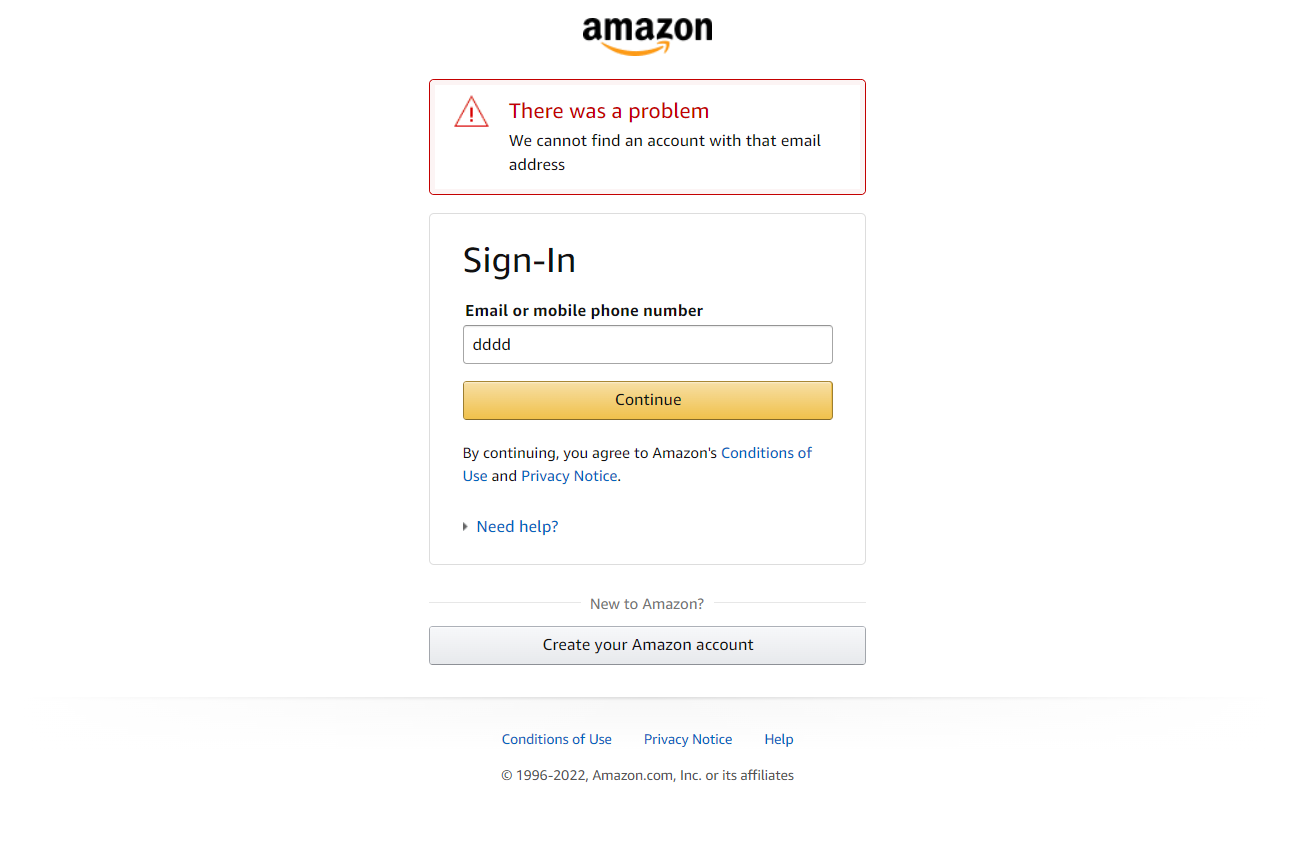 amazon
There was a problem
We cannot find an account with that email
address
Sign-In
Email or mobile phone number
dddd
Continue
By continuing, you agree to Amazon's Conditions of
Use and Privacy Notice.
Need help?
New to Amazon?
Create your Amazon account
Conditions of Use Privacy Notice Help
© 1996-2022, Amazon.com, Inc. or its affiliates